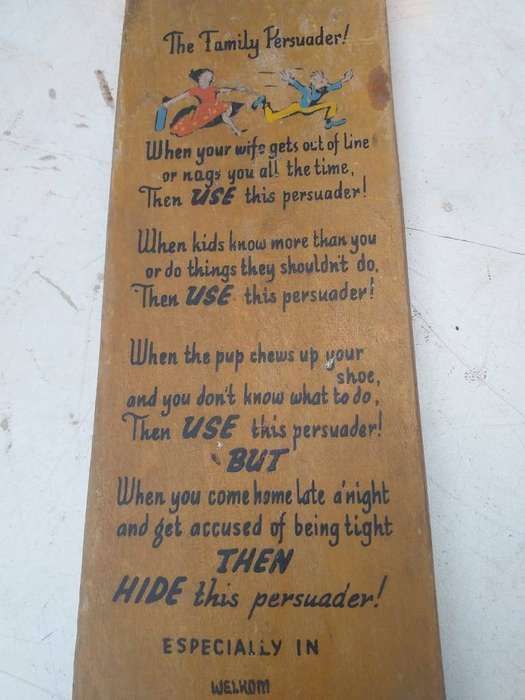 The Family Persuader!
When your wife gets out of line
or nags you all the time,
Then USE this persuader!
When kids know more than you
or do things they shouldn't do,
Then USE this persuader!
When the pup chews up your
shoe,
and you don't know what to do,
Then USE this persuader!
BUT
When you come home late a'night
and get accused of being tight
THEN
HIDE this persuader!
ESPECIALLY IN
WELKOM